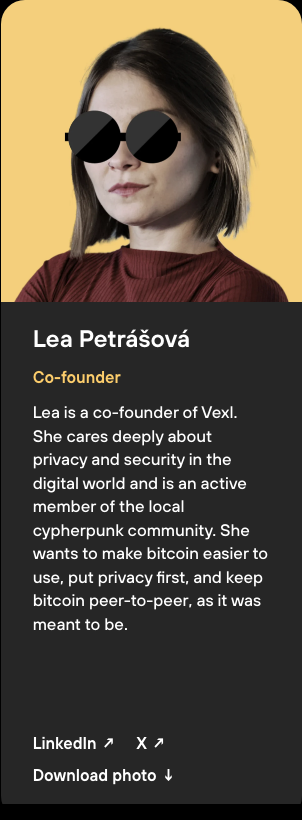 Lea Petrášová
Co-founder
Lea is a co-founder of Vexl.
She cares deeply about
privacy and security in the
digital world and is an active
member of the local
cypherpunk community. She
wants to make bitcoin easier to
use, put privacy first, and keep
bitcoin peer-to-peer, as it was
meant to be.
LinkedIn ↗ X ↗
Download photo ↓